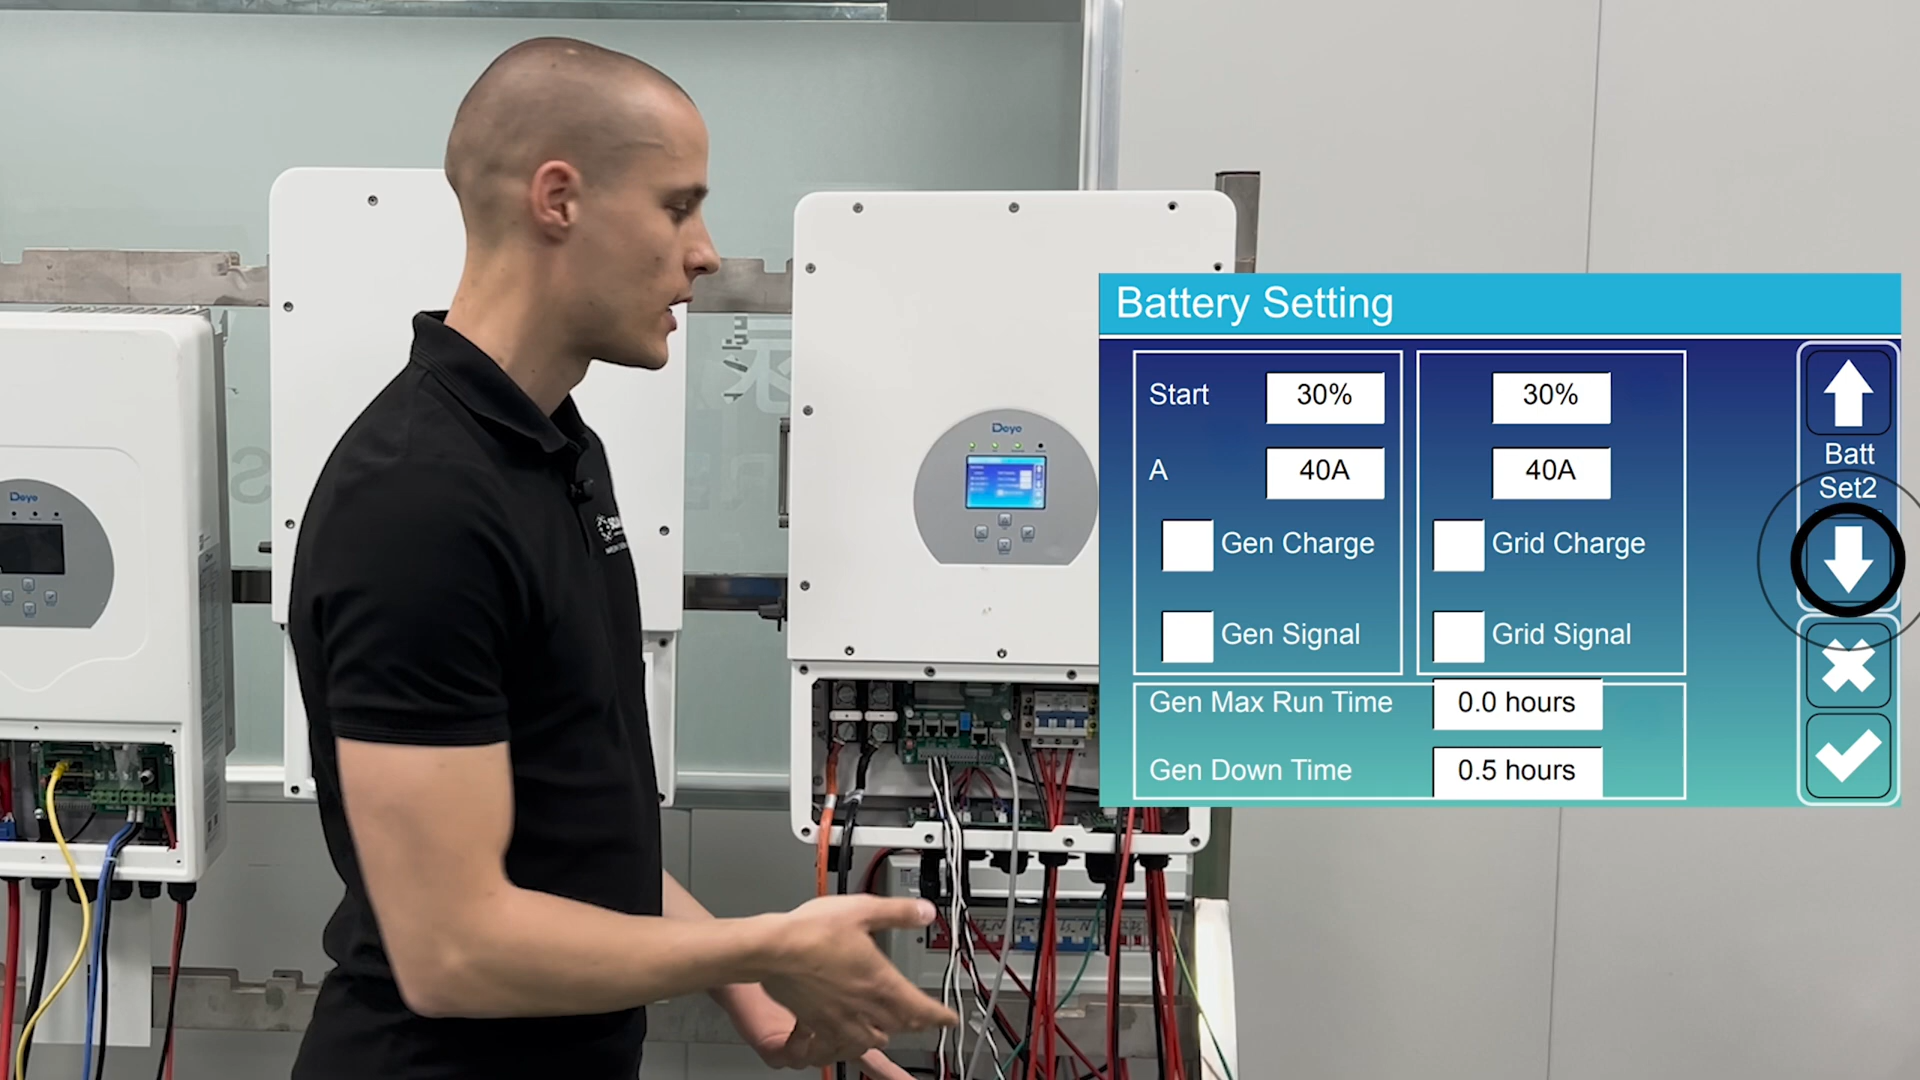 Battery Setting
Start 30% 30%
A 40A 40A
Gen Charge Grid Charge
Gen Signal Grid Signal
Gen Max Run Time 0.0 hours
Gen Down Time 0.5 hours
Batt
Set2
Deye
Deye